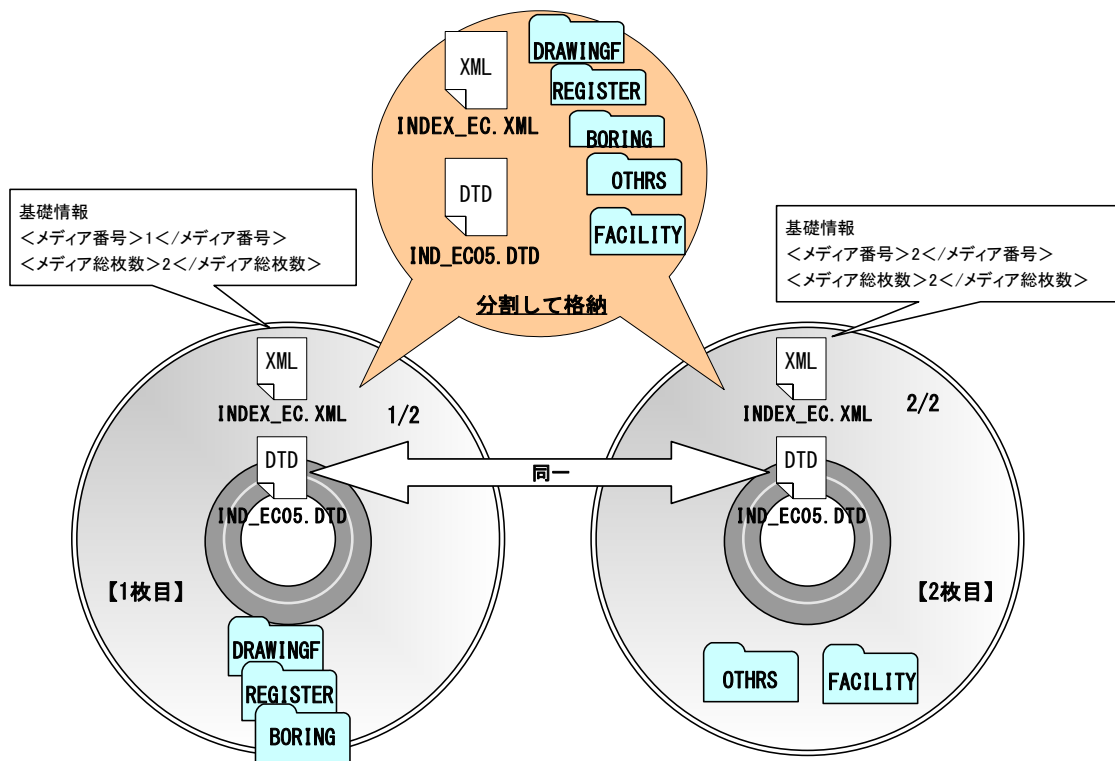 XML
INDEX_EC.XML
DTD
IND_EC05.DTD
DRAWINGF
REGISTER
BORING
OTHRS
FACILITY
分割して格納
基礎情報
<メディア番号>1</メディア番号>
<メディア総枚数>2</メディア総枚数>
基礎情報
<メディア番号>2</メディア番号>
<メディア総枚数>2</メディア総枚数>
XML
INDEX_EC.XML
1/2
DTD
IND_EC05.DTD
同一
XML
INDEX_EC.XML
2/2
DTD
IND_EC05.DTD
【1枚目】
DRAWINGF
REGISTER
BORING
【2枚目】
OTHRS
FACILITY